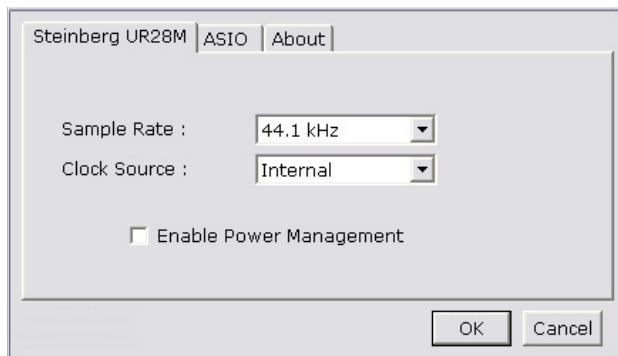 Steinberg UR28M ASIO About
Sample Rate : 44.1 kHz
Clock Source : Internal
Enable Power Management
OK Cancel